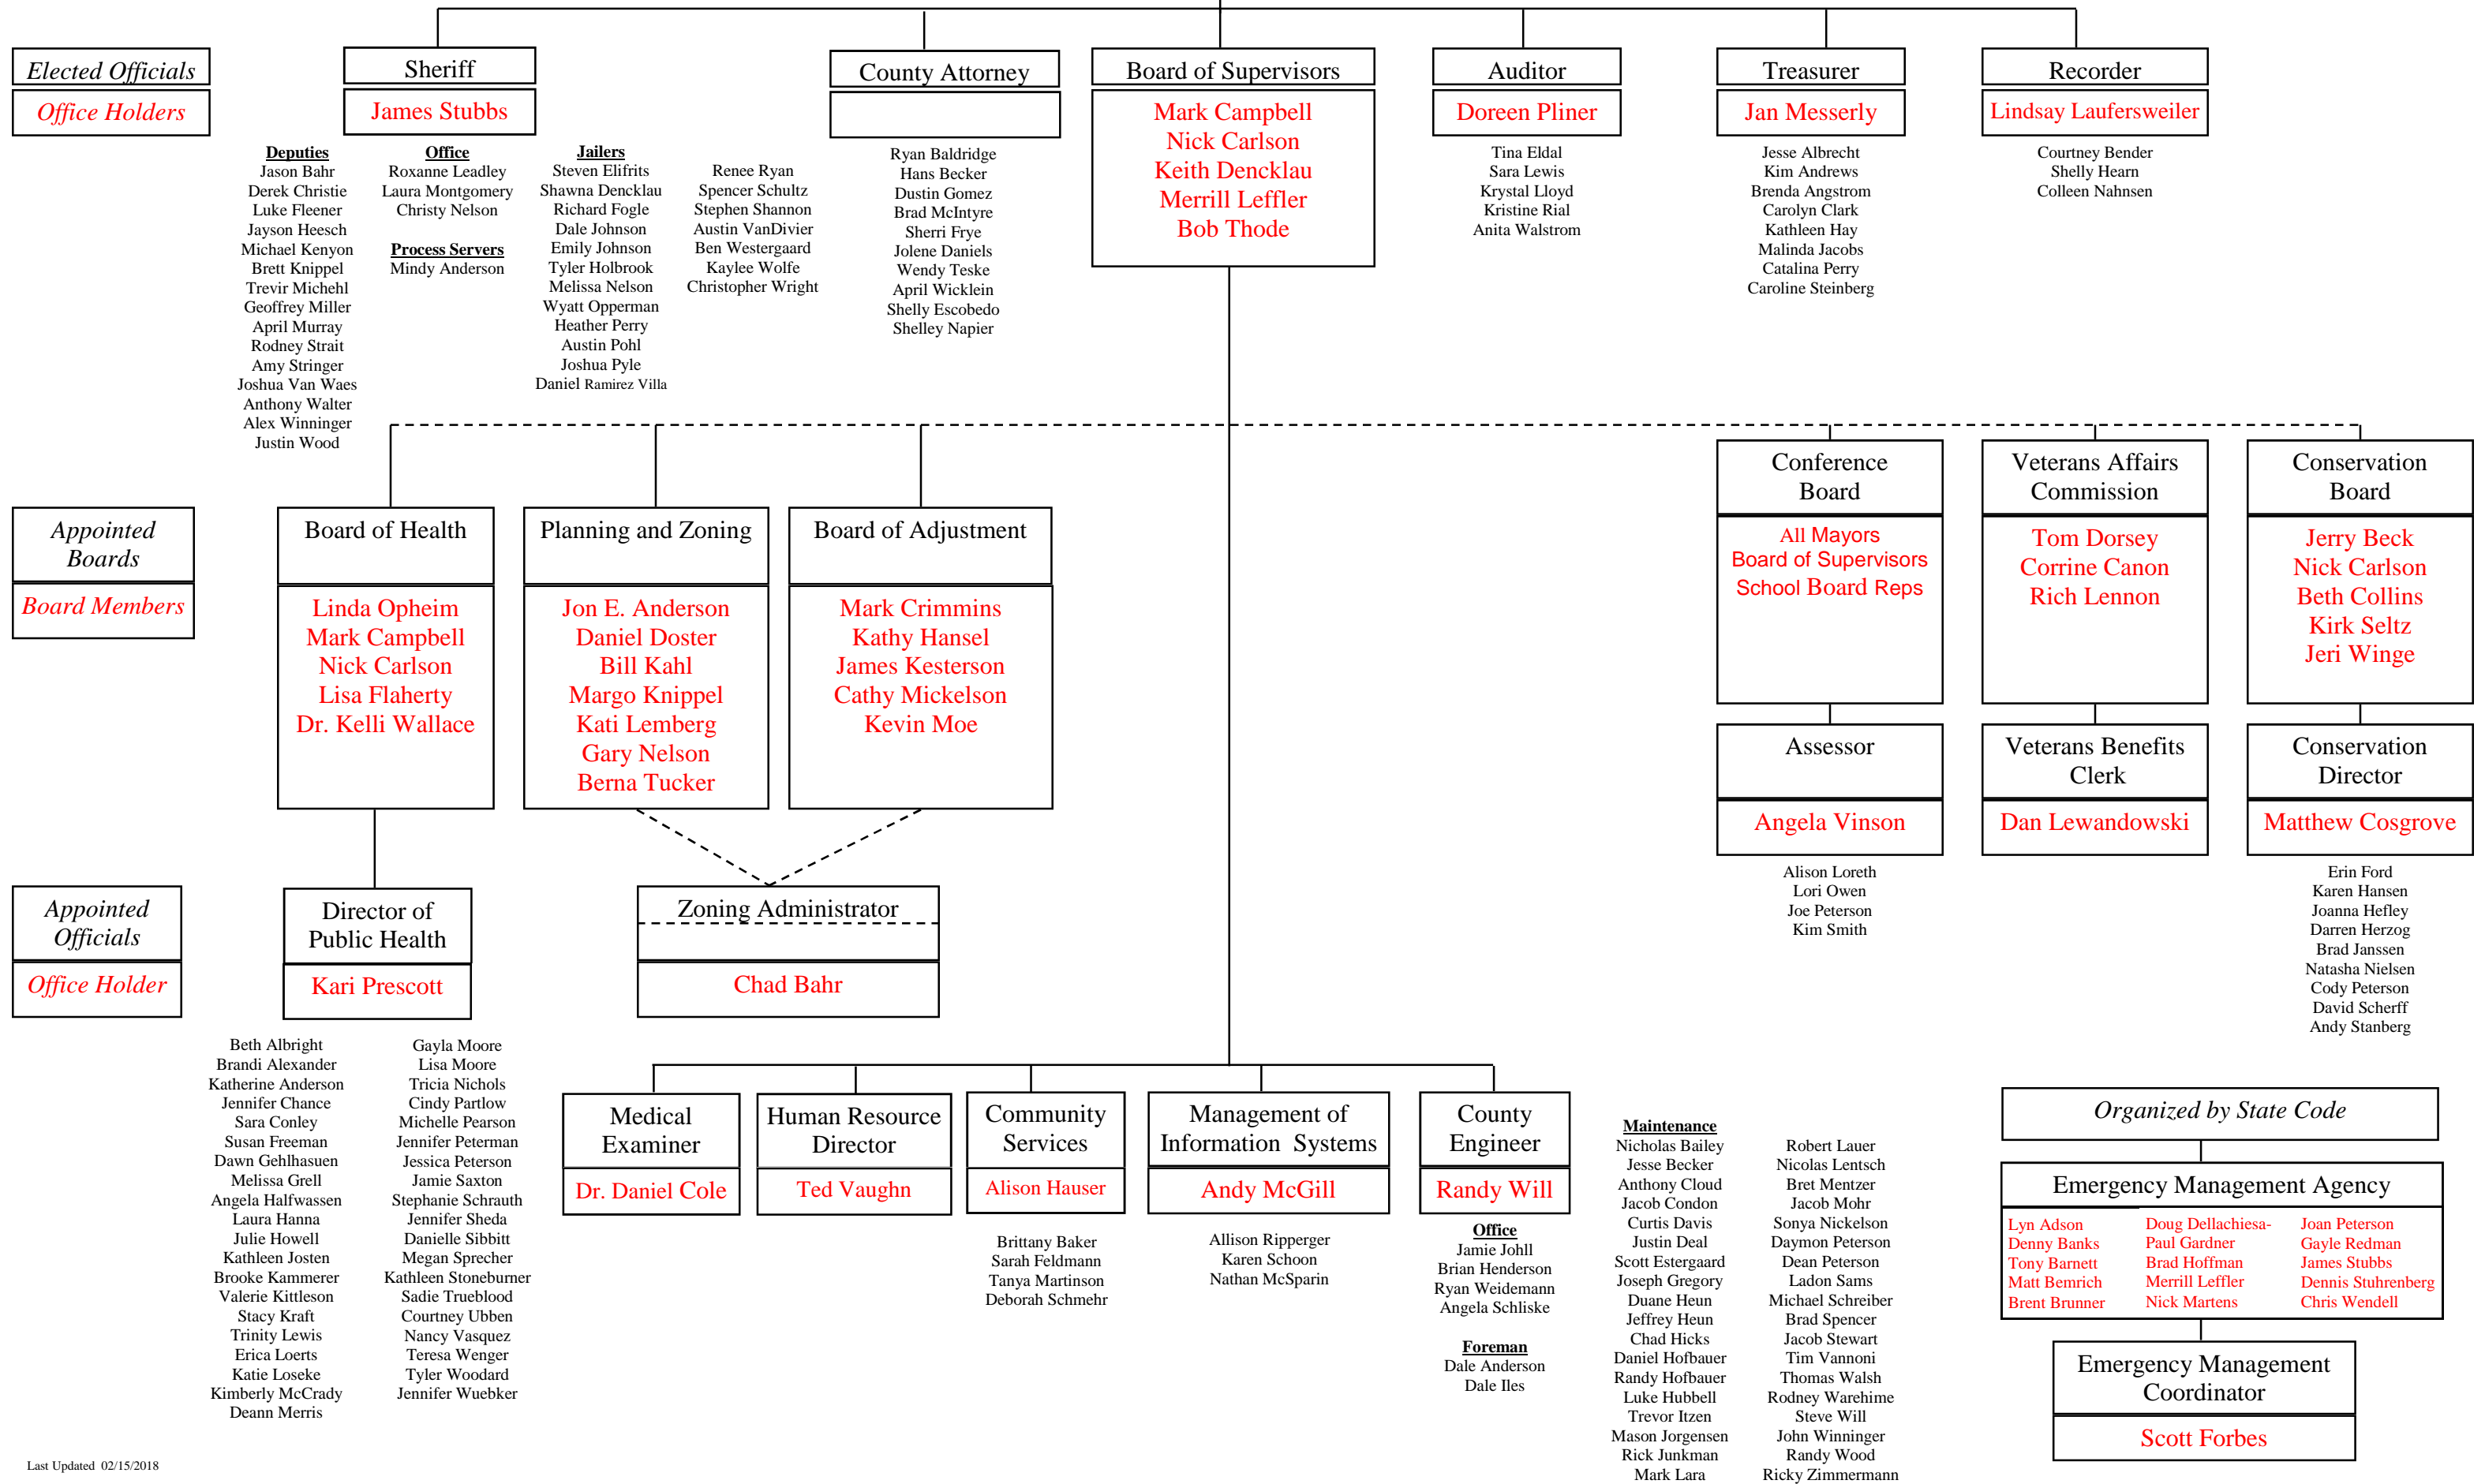 Elected Officials
Office Holders
Sheriff
James Stubbs
Deputies
Jason Bahr
Derek Christie
Luke Fleener
Jayson Heesch
Michael Kenyon
Brett Knippel
Trevir Michehl
Geoffrey Miller
April Murray
Rodney Strait
Amy Stringer
Joshua Van Waes
Anthony Walter
Alex Winninger
Justin Wood
Office
Roxanne Leadley
Laura Montgomery
Christy Nelson
Process Servers
Mindy Anderson
Jailers
Steven Elifrits
Shawna Dencklau
Richard Fogle
Dale Johnson
Emily Johnson
Tyler Holbrook
Melissa Nelson
Wyatt Opperman
Heather Perry
Austin Pohl
Joshua Pyle
Daniel Ramirez Villa
Renee Ryan
Spencer Schultz
Stephen Shannon
Austin VanDivier
Ben Westergaard
Kaylee Wolfe
Christopher Wright
County Attorney
Ryan Baldridge
Hans Becker
Dustin Gomez
Brad McIntyre
Sherri Frye
Jolene Daniels
Wendy Teske
April Wicklein
Shelly Escobedo
Shelley Napier
Board of Supervisors
Mark Campbell
Nick Carlson
Keith Dencklau
Merrill Leffler
Bob Thode
Auditor
Doreen Pliner
Tina Eldal
Sara Lewis
Krystal Lloyd
Kristine Rial
Anita Walstrom
Treasurer
Jan Messerly
Jesse Albrecht
Kim Andrews
Brenda Angstrom
Carolyn Clark
Kathleen Hay
Malinda Jacobs
Catalina Perry
Caroline Steinberg
Recorder
Lindsay Laufersweiler
Courtney Bender
Shelly Hearn
Colleen Nahnsen
Appointed
Boards
Board Members
Board of Health
Linda Opheim
Mark Campbell
Nick Carlson
Lisa Flaherty
Dr. Kelli Wallace
Planning and Zoning
Jon E. Anderson
Daniel Doster
Bill Kahl
Margo Knippel
Kati Lemberg
Gary Nelson
Berna Tucker
Board of Adjustment
Mark Crimmins
Kathy Hansel
James Kesterson
Cathy Mickelson
Kevin Moe
Conference
Board
All Mayors
Board of Supervisors
School Board Reps
Veterans Affairs
Commission
Tom Dorsey
Corrine Canon
Rich Lennon
Conservation
Board
Jerry Beck
Nick Carlson
Beth Collins
Kirk Seltz
Jeri Winge
Assessor
Angela Vinson
Alison Loreth
Lori Owen
Joe Peterson
Kim Smith
Veterans Benefits
Clerk
Dan Lewandowski
Conservation
Director
Matthew Cosgrove
Erin Ford
Karen Hansen
Joanna Hefley
Darren Herzog
Brad Janssen
Natasha Nielsen
Cody Peterson
David Scherff
Andy Stanberg
Appointed
Officials
Office Holder
Director of
Public Health
Kari Prescott
Beth Albright
Brandi Alexander
Katherine Anderson
Jennifer Chance
Sara Conley
Susan Freeman
Dawn Gehlhasuen
Melissa Grell
Angela Halfwassen
Laura Hanna
Julie Howell
Kathleen Josten
Brooke Kammerer
Valerie Kittleson
Stacy Kraft
Trinity Lewis
Erica Loerts
Katie Loseke
Kimberly McCrady
Deann Merris
Gayla Moore
Lisa Moore
Tricia Nichols
Cindy Partlow
Michelle Pearson
Jennifer Peterman
Jessica Peterson
Jamie Saxton
Stephanie Schrauth
Jennifer Sheda
Danielle Sibbitt
Megan Sprecher
Kathleen Stoneburner
Sadie Trueblood
Courtney Ubben
Nancy Vasquez
Teresa Wenger
Tyler Woodard
Jennifer Wuebker
Zoning Administrator
Chad Bahr
Medical
Examiner
Dr. Daniel Cole
Human Resource
Director
Ted Vaughn
Community
Services
Alison Hauser
Brittany Baker
Sarah Feldmann
Tanya Martinson
Deborah Schmehr
Management of
Information Systems
Andy McGill
Allison Ripperger
Karen Schoon
Nathan McSparin
County
Engineer
Randy Will
Office
Jamie Johll
Brian Henderson
Ryan Weidemann
Angela Schliske
Foreman
Dale Anderson
Dale Iles
Maintenance
Nicholas Bailey
Jesse Becker
Anthony Cloud
Jacob Condon
Curtis Davis
Justin Deal
Scott Estergaard
Joseph Gregory
Duane Heun
Jeffrey Heun
Chad Hicks
Daniel Hofbauer
Randy Hofbauer
Luke Hubbell
Trevor Itzen
Mason Jorgensen
Rick Junkman
Mark Lara
Robert Lauer
Nicolas Lentsch
Bret Mentzer
Jacob Mohr
Sonya Nickelson
Daymon Peterson
Dean Peterson
Ladon Sams
Michael Schreiber
Brad Spencer
Jacob Stewart
Tim Vannoni
Thomas Walsh
Rodney Warehime
Steve Will
John Winninger
Randy Wood
Ricky Zimmermann
Organized by State Code
Emergency Management Agency
Lyn Adson
Denny Banks
Tony Barnett
Matt Bemrich
Brent Brunner
Doug Dellachiesa-
Paul Gardner
Brad Hoffman
Merrill Leffler
Nick Martens
Joan Peterson
Gayle Redman
James Stubbs
Dennis Stuhrenberg
Chris Wendell
Emergency Management
Coordinator
Scott Forbes
Last Updated 02/15/2018